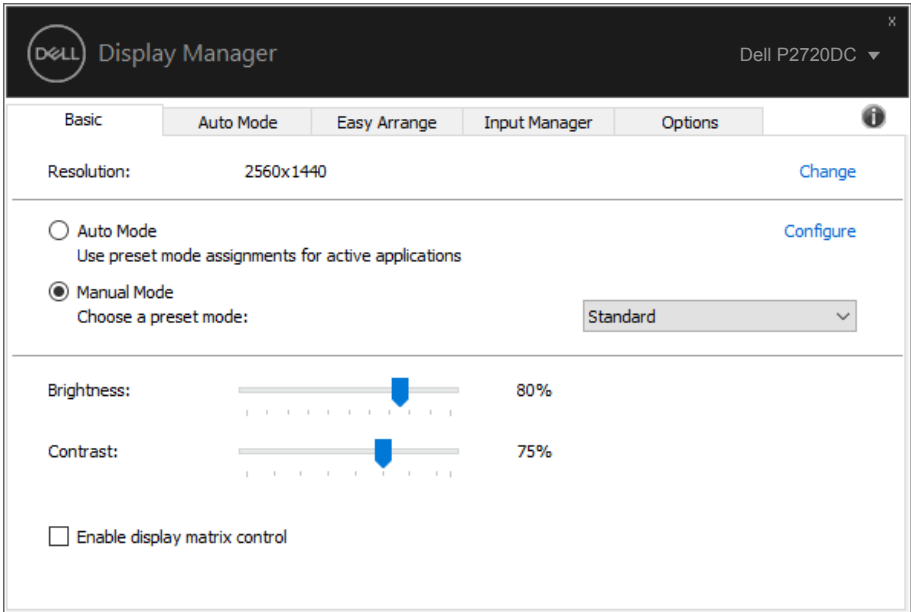 DELL Display Manager
x
Dell P2720DC
Basic Auto Mode Easy Arrange Input Manager Options
Resolution: 2560x1440 Change
Auto Mode Configure
Use preset mode assignments for active applications
Manual Mode
Choose a preset mode: Standard
Brightness: 80%
Contrast: 75%
Enable display matrix control